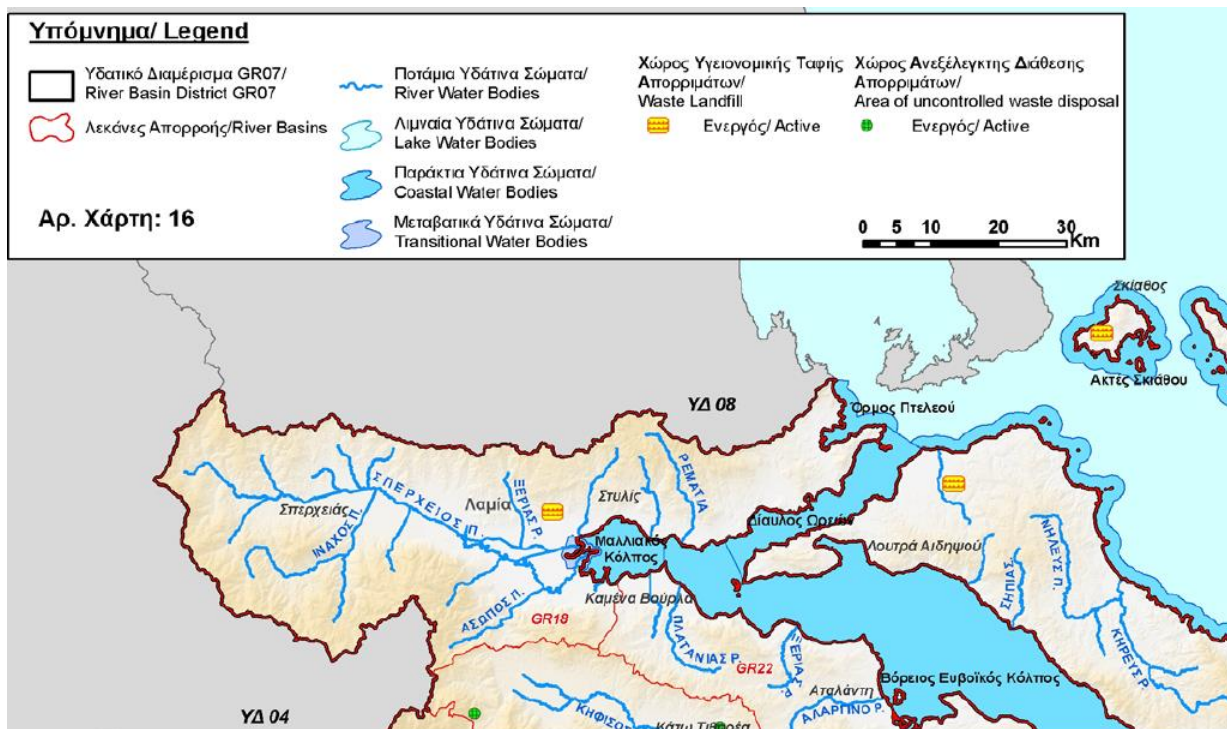 Υπόμνημα/ Legend
Υδατικό Διαμέρισμα GR07/
River Basin District GR07
Λεκάνες Απορροής/River Basins
Αρ. Χάρτη: 16
Ποτάμια Υδάτινα Σώματα/
River Water Bodies
Λιμναία Υδάτινα Σώματα/
Lake Water Bodies
Παράκτια Υδάτινα Σώματα/
Coastal Water Bodies
Μεταβατικά Υδάτινα Σώματα/
Transitional Water Bodies
Χώρος Υγειονομικής Ταφής
Απορριμάτων/
Waste Landfill
Ενεργός/ Active
Χώρος Ανεξέλεγκτης Διάθεσης
Απορριμάτων/
Area of uncontrolled waste disposal
Ενεργός/ Active
0 5 10 20 30
Km
Σκίαθος
Ακτές Σκιάθου
ΥΔ 08
Όρμος Πτελεού
ΡΕΜΑΤΙΑ
Στυλίς
Λαμία
ΞΕΡΙΑΣ Ρ.
ΣΠΕΡΧΕΙΟΣ Π.
Σπερχειάς
ΙΝΑΧΟΣ Π.
Δίαυλος Ωρεών
Μαλλιακός
Κόλπος
Λουτρά Αιδηψού
ΝΗΛΕΥΣ Π.
ΣΗΠΙΑΣ
Καμένα Βούρλα
ΑΣΩΠΟΣ Π.
GR18
ΠΛΑΤΑΝΙΑΣ Ρ.
GR22
ΞΕΡΙΑΣ Ρ.
ΚΗΡΕΥΣ Ρ.
Βόρειος Ευβοϊκός Κόλπος
Αταλάντη
ΑΛΑΡΓΙΝΟ Ρ.
ΥΔ 04
ΚΗΦΙΣΟ
Κάτω Τιθορέα